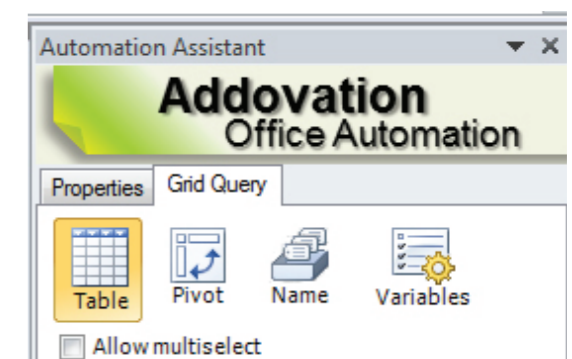 Automation Assistant
Addovation
Office Automation
Properties Grid Query
Table Pivot Name Variables
Allow multiselect